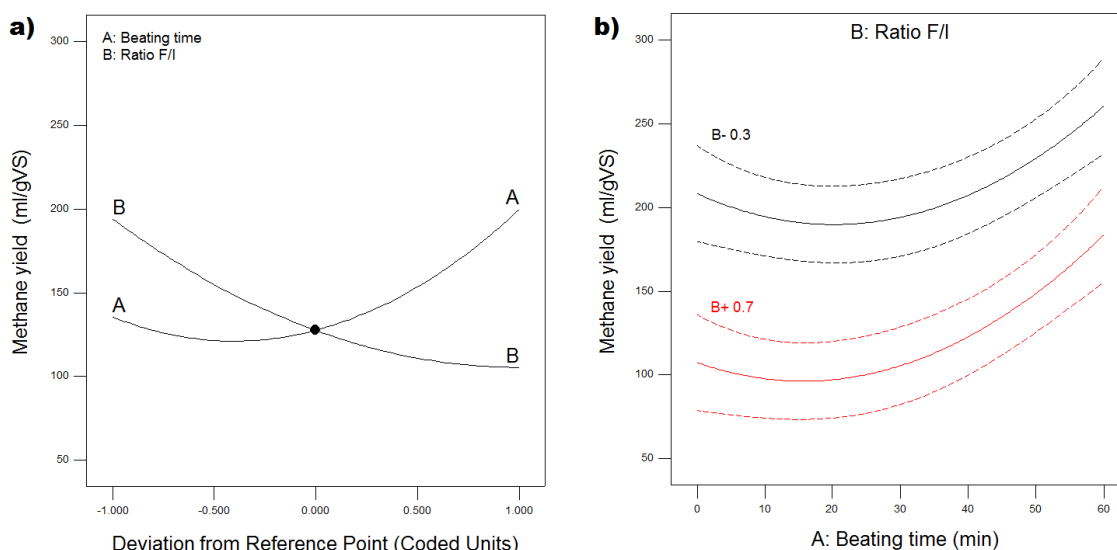 a)
A: Beating time
B: Ratio F/I
Methane yield (ml/gVS)
300
250
200
150
100
50
B
A
A
B
-1.000
-0.500
0.000
0.500
1.000
Deviation from Reference Point (Coded Units)
b)
B: Ratio F/I
Methane yield (ml/gVS)
300
250
200
150
100
50
B- 0.3
B+ 0.7
0
10
20
30
40
50
60
A: Beating time (min)